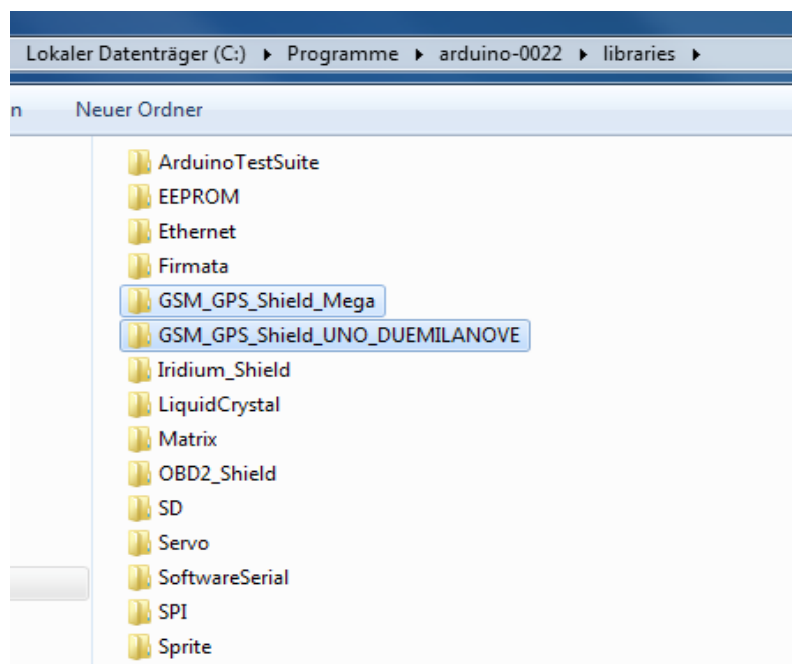 Lokaler Datenträger (C:) ▸ Programme ▸ arduino-0022 ▸ libraries ▸
n Neuer Ordner
ArduinoTestSuite
EEPROM
Ethernet
Firmata
GSM_GPS_Shield_Mega
GSM_GPS_Shield_UNO_DUEMILANOVE
Iridium_Shield
LiquidCrystal
Matrix
OBD2_Shield
SD
Servo
SoftwareSerial
SPI
Sprite